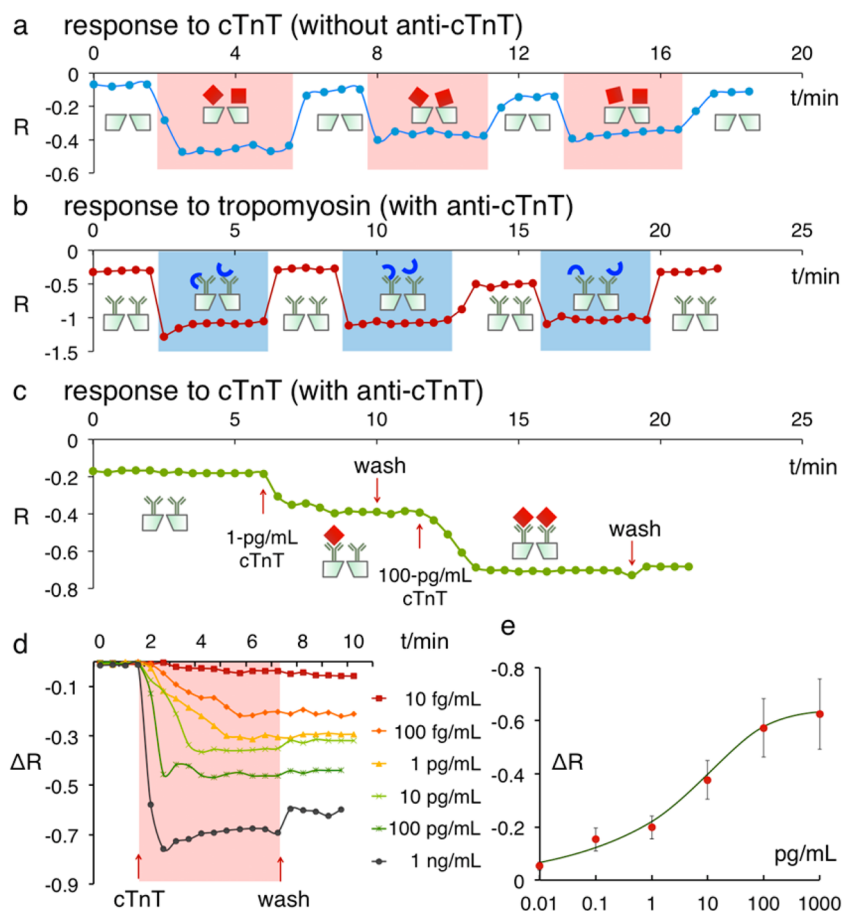 a response to cTnT (without anti-cTnT)
0 4 8 12 16 20
0
t/min
-0.2
R
-0.4
-0.6
b response to tropomyosin (with anti-cTnT)
0 5 10 15 20 25
0
t/min
-0.5
R
-1
-1.5
c response to cTnT (with anti-cTnT)
0 5 10 15 20 25
0
t/min
wash
-0.2
-0.4
R
wash
1-pg/mL
cTnT
-0.6
100-pg/mL
cTnT
-0.8
d
0 2 4 6 8 10 t/min
-0.1
-0.3
ΔR
-0.5
-0.7
-0.9
cTnT wash
10 fg/mL
100 fg/mL
1 pg/mL
10 pg/mL
100 pg/mL
1 ng/mL
e
-0.8
-0.6
ΔR
-0.4
-0.2
pg/mL
0
0.01 0.1 1 10 100 1000